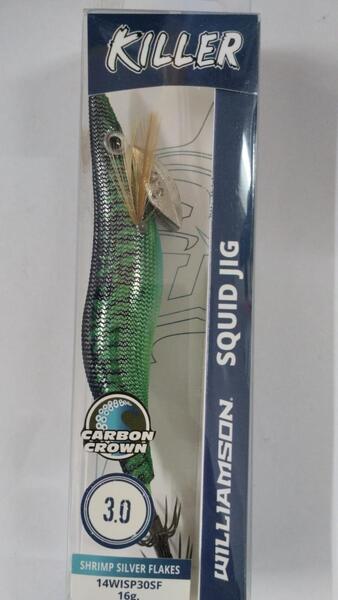 KILLER
WILLIAMSON. SQUID JIG
CARBON
CROWN
3.0
SHRIMP SILVER FLAKES
14WISP30SF
16g.